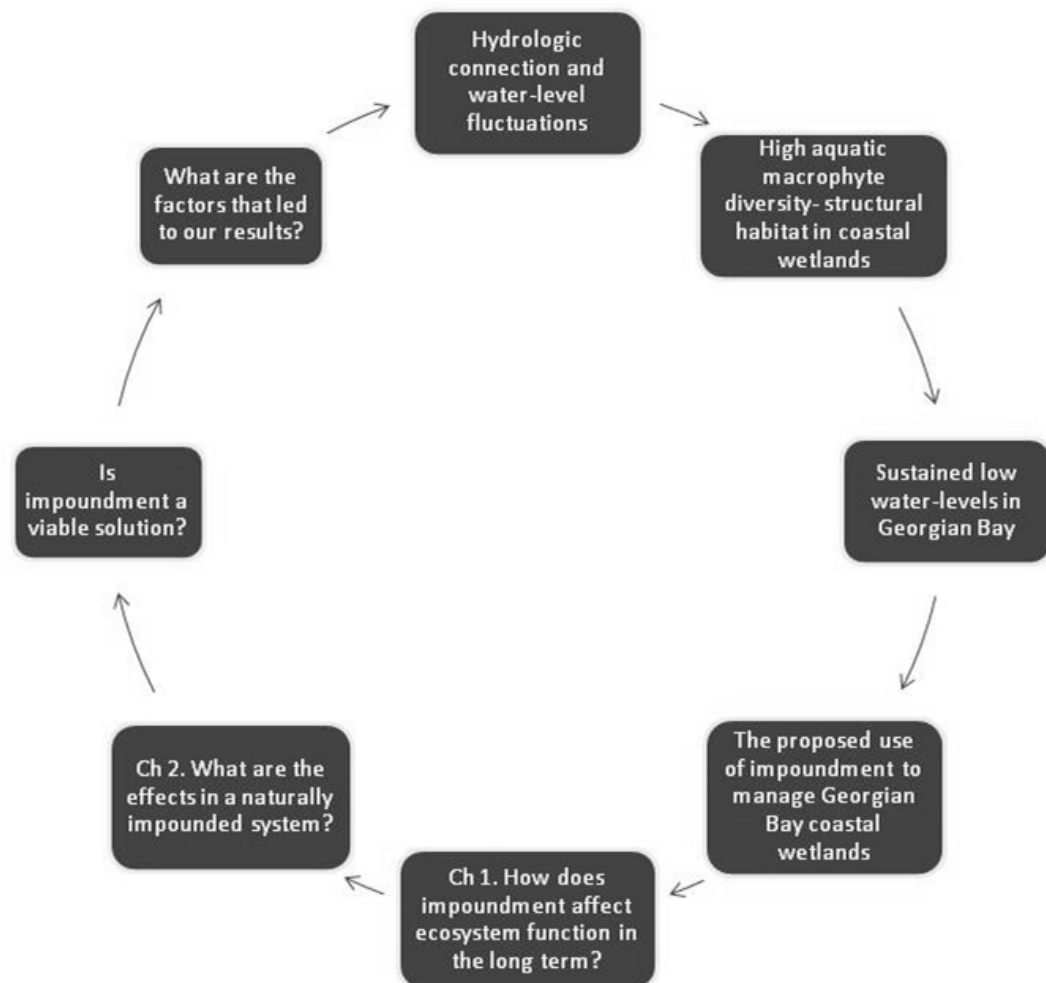 Hydrologic
connection and
water-level
fluctuations
High aquatic
macrophyte
diversity- structural
habitat in coastal
wetlands
Sustained low
water-levels in
Georgian Bay
The proposed use
of impoundment to
manage Georgian
Bay coastal
wetlands
Ch 1. How does
impoundment affect
ecosystem function in
the long term?
Ch 2. What are the
effects in a naturally
impounded system?
Is
impoundment a
viable solution?
What are the
factors that led
to our results?